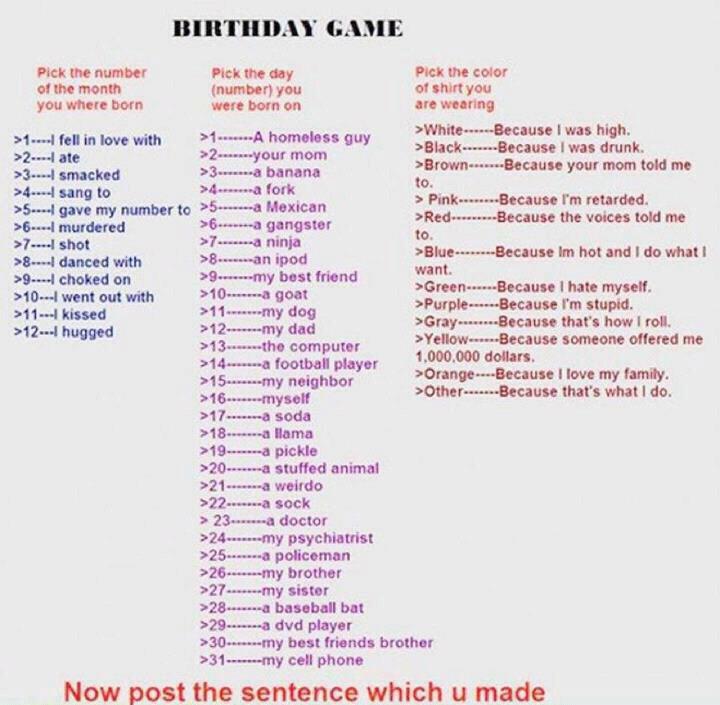 BIRTHDAY GAME
Pick the number
of the month
you where born
>1----I fell in love with
>2----I ate
>3----I smacked
>4----I sang to
>5----I gave my number to
>6----I murdered
>7----I shot
>8----I danced with
>9----I choked on
>10---I went out with
>11---I kissed
>12---I hugged
Pick the day
(number) you
were born on
>1-------A homeless guy
>2-------your mom
>3-------a banana
>4-------a fork
>5-------a Mexican
>6-------a gangster
>7-------a ninja
>8-------an ipod
>9-------my best friend
>10-------a goat
>11-------my dog
>12-------my dad
>13-------the computer
>14-------a football player
>15-------my neighbor
>16-------myself
>17-------a soda
>18-------a llama
>19-------a pickle
>20-------a stuffed animal
>21-------a weirdo
>22-------a sock
> 23-------a doctor
>24-------my psychiatrist
>25-------a policeman
>26-------my brother
>27-------my sister
>28-------a baseball bat
>29-------a dvd player
>30-------my best friends brother
>31-------my cell phone
Pick the color
of shirt you
are wearing
>White------Because I was high.
>Black-------Because I was drunk.
>Brown-------Because your mom told me
to.
> Pink--------Because I'm retarded.
>Red---------Because the voices told me
to.
>Blue--------Because Im hot and I do what I
want.
>Green------Because I hate myself.
>Purple-----Because I'm stupid.
>Gray--------Because that's how I roll.
>Yellow------Because someone offered me
1,000,000 dollars.
>Orange----Because I love my family.
>Other-------Because that's what I do.
Now post the sentence which u made